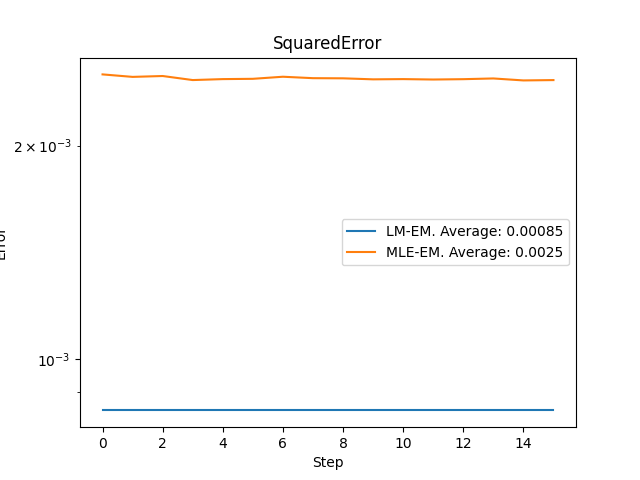 SquaredError
2 × 10⁻³
Error
LM-EM. Average: 0.00085
MLE-EM. Average: 0.0025
10⁻³
0 2 4 6 8 10 12 14
Step